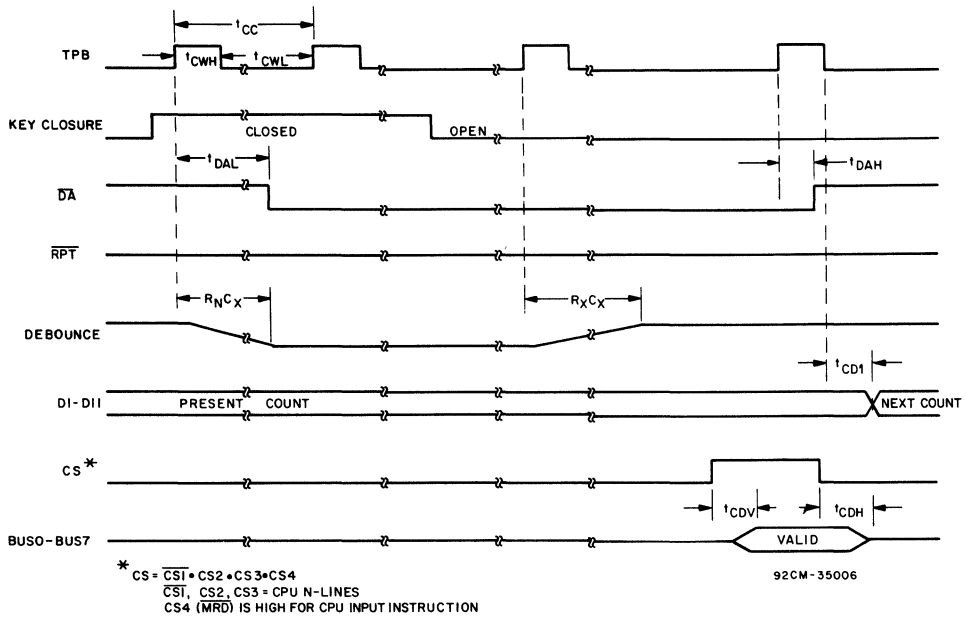 tCC
TPB
tCWH tCWL
KEY CLOSURE
CLOSED OPEN
tDAL
tDAH
DA
RPT
RNCX RXCX
DEBOUNCE
tCD1
D1-D11 PRESENT COUNT NEXT COUNT
CS*
tCDV tCDH
BUS0-BUS7 VALID
* CS = CS1 • CS2 • CS3 • CS4
CS1, CS2, CS3 = CPU N-LINES
CS4 (MRD) IS HIGH FOR CPU INPUT INSTRUCTION
92CM-35006